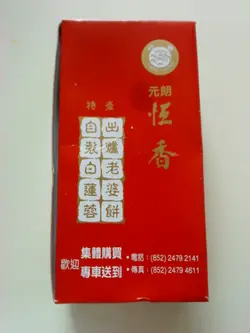 元朗
恆香
特產
出爐老婆餅
自製白蓮蓉
歡迎
集體購買
專車送到
•電話：(852) 2479 2141
•傳真：(852) 2479 4611